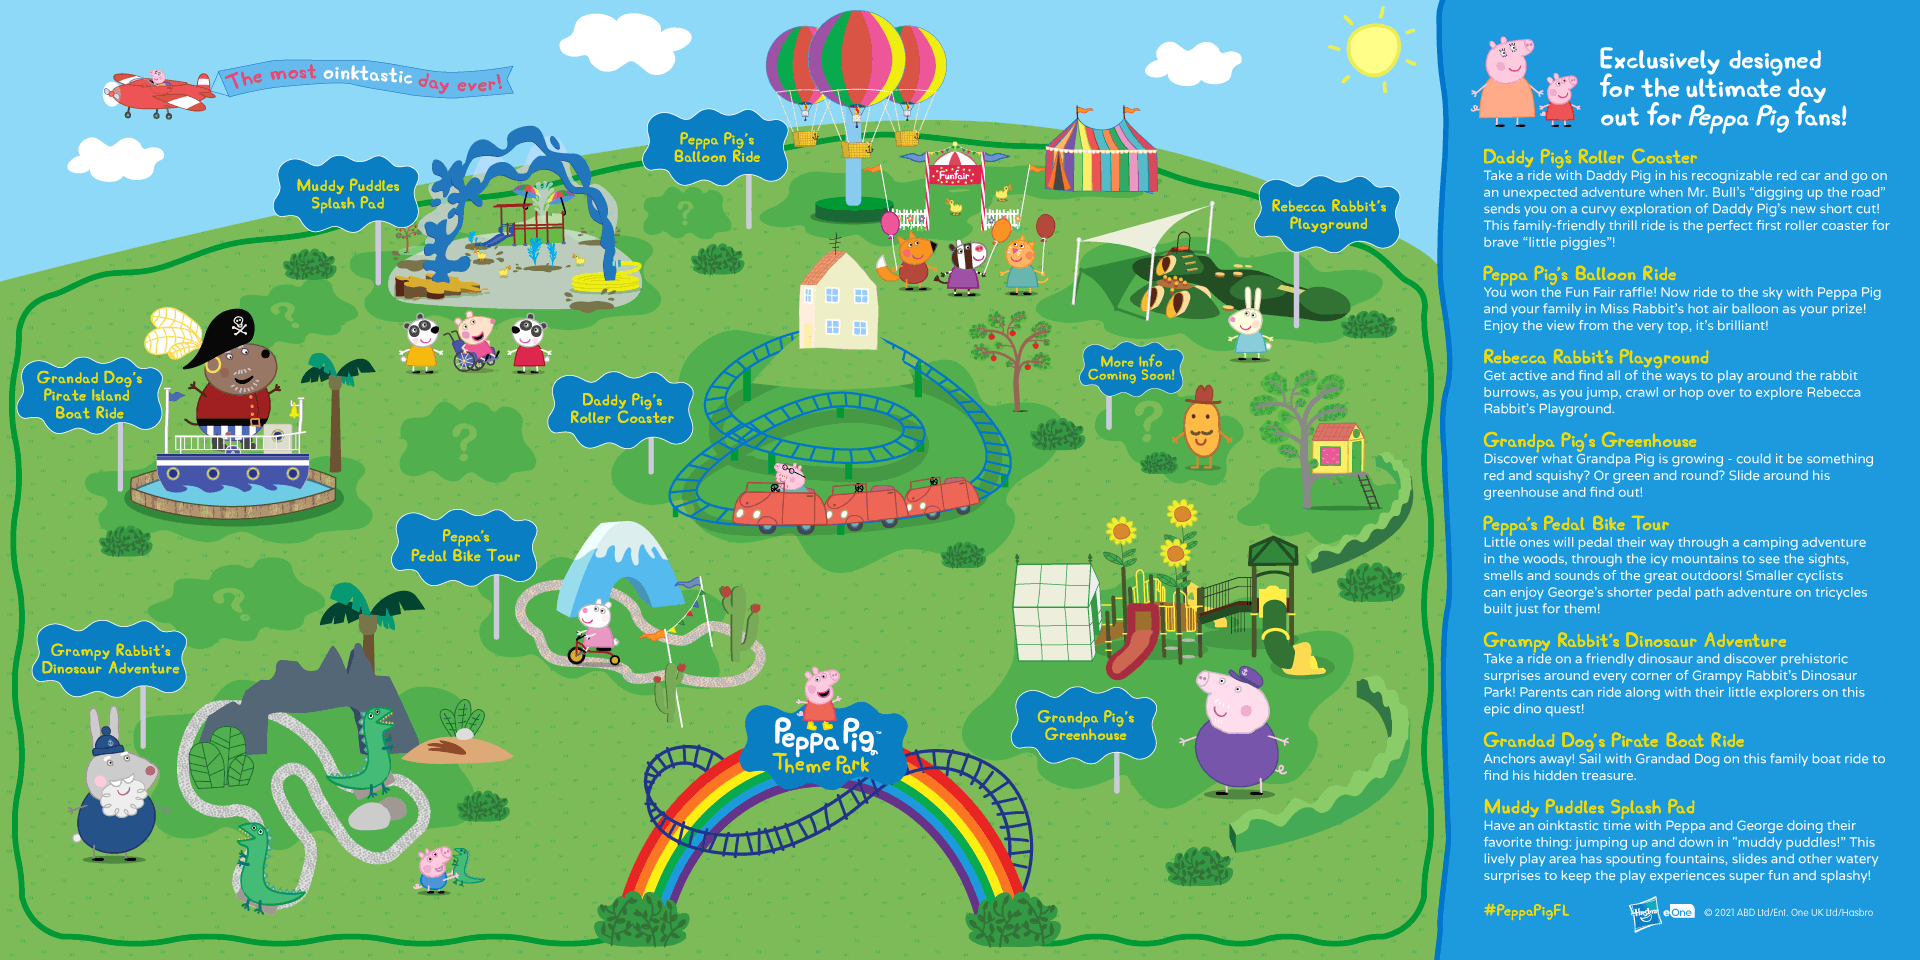 The most oinktastic day ever!
Peppa Pig's
Balloon Ride
Muddy Puddles
Splash Pad
Funfair
Rebecca Rabbit's
Playground
Grandad Dog's
Pirate Island
Boat Ride
Daddy Pig's
Roller Coaster
More Info
Coming Soon!
?
?
?
?
?
Peppa's
Pedal Bike Tour
Grampy Rabbit's
Dinosaur Adventure
Grandpa Pig's
Greenhouse
Peppa Pig™
Theme Park
Exclusively designed
for the ultimate day
out for Peppa Pig fans!
Daddy Pig's Roller Coaster
Take a ride with Daddy Pig in his recognizable red car and go on
an unexpected adventure when Mr. Bull's “digging up the road”
sends you on a curvy exploration of Daddy Pig's new short cut!
This family-friendly thrill ride is the perfect first roller coaster for
brave “little piggies”!
Peppa Pig's Balloon Ride
You won the Fun Fair raffle! Now ride to the sky with Peppa Pig
and your family in Miss Rabbit's hot air balloon as your prize!
Enjoy the view from the very top, it's brilliant!
Rebecca Rabbit's Playground
Get active and find all of the ways to play around the rabbit
burrows, as you jump, crawl or hop over to explore Rebecca
Rabbit's Playground.
Grandpa Pig's Greenhouse
Discover what Grandpa Pig is growing - could it be something
red and squishy? Or green and round? Slide around his
greenhouse and find out!
Peppa's Pedal Bike Tour
Little ones will pedal their way through a camping adventure
in the woods, through the icy mountains to see the sights,
smells and sounds of the great outdoors! Smaller cyclists
can enjoy George's shorter pedal path adventure on tricycles
built just for them!
Grampy Rabbit's Dinosaur Adventure
Take a ride on a friendly dinosaur and discover prehistoric
surprises around every corner of Grampy Rabbit's Dinosaur
Park! Parents can ride along with their little explorers on this
epic dino quest!
Grandad Dog's Pirate Boat Ride
Anchors away! Sail with Grandad Dog on this family boat ride to
find his hidden treasure.
Muddy Puddles Splash Pad
Have an oinktastic time with Peppa and George doing their
favorite thing: jumping up and down in “muddy puddles!” This
lively play area has spouting fountains, slides and other watery
surprises to keep the play experiences super fun and splashy!
#PeppaPigFL
Hasbro
eOne
© 2021 ABD Ltd/Ent. One UK Ltd/Hasbro